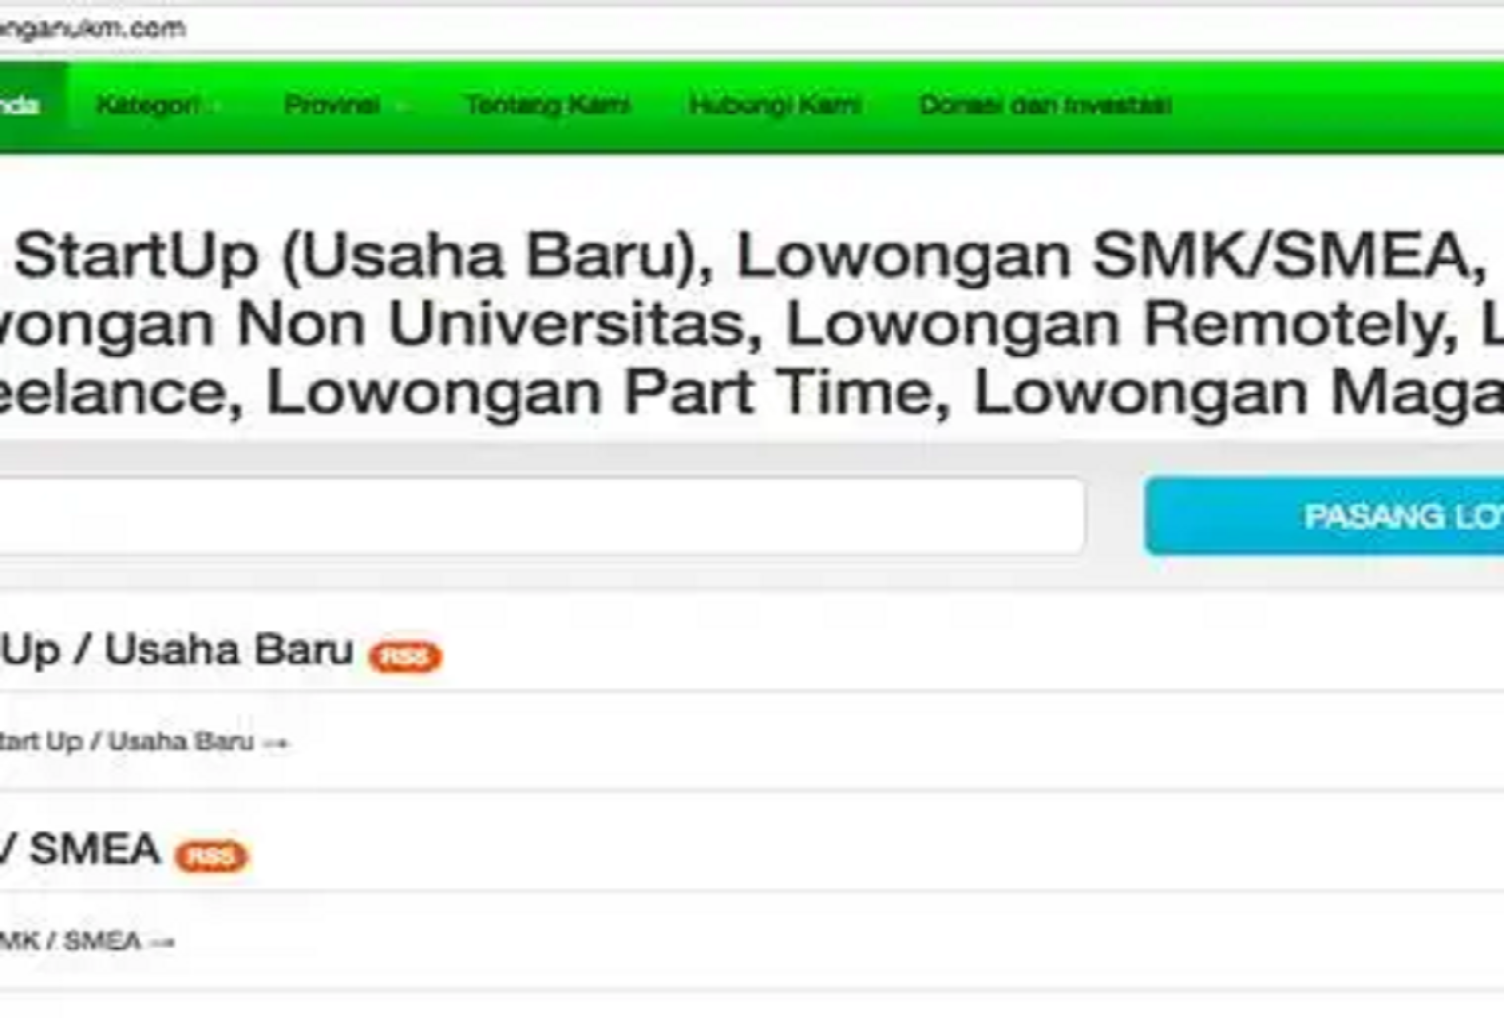 onganukm.com
nda Kategori Provinsi Tentang Kami Hubungi Kami Donasi dan Investasi
StartUp (Usaha Baru), Lowongan SMK/SMEA,
wongan Non Universitas, Lowongan Remotely, L
eelance, Lowongan Part Time, Lowongan Maga
PASANG LOW
Up / Usaha Baru RSS
tart Up / Usaha Baru →
/ SMEA RSS
MK / SMEA →